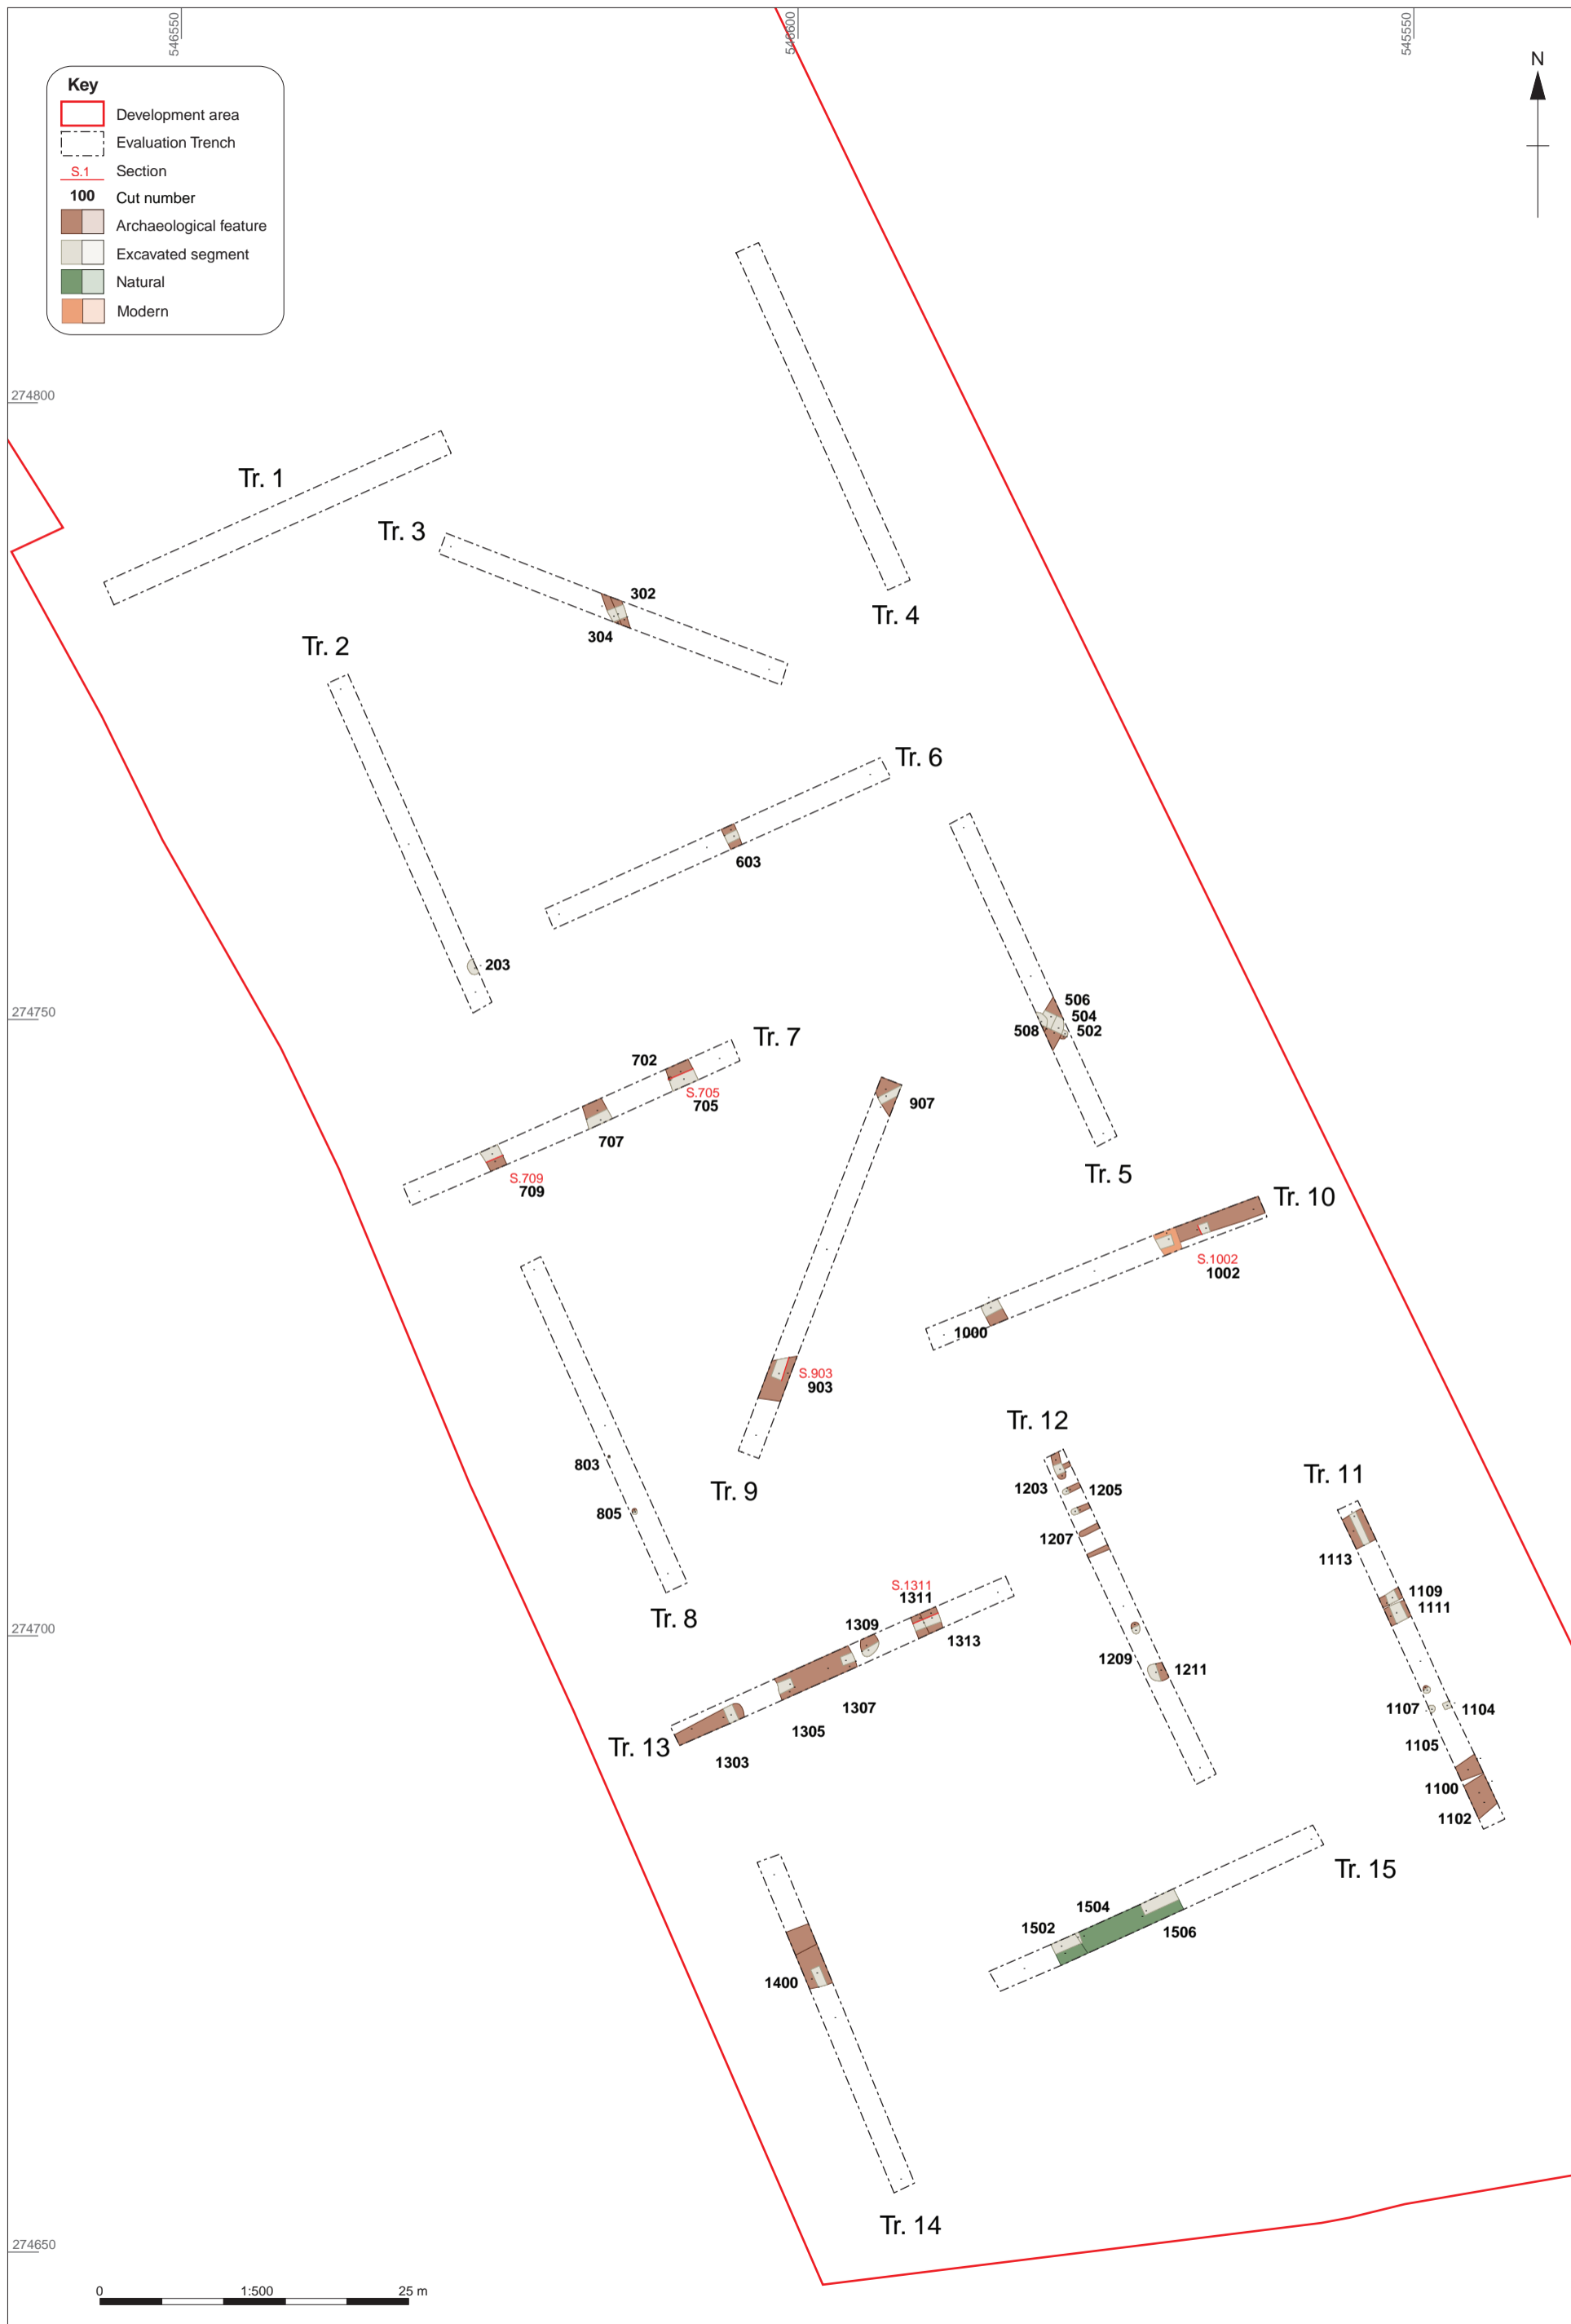 546550
546600
545550
N
Key
Development area
Evaluation Trench
S.1 Section
100 Cut number
Archaeological feature
Excavated segment
Natural
Modern
274800
Tr. 1
Tr. 3
302
304
Tr. 4
Tr. 2
Tr. 6
603
203
274750
506
504
508
502
Tr. 7
702
S.705
705
707
S.709
709
907
Tr. 5
Tr. 10
S.1002
1002
1000
S.903
903
Tr. 12
803
Tr. 9
Tr. 11
805
1203
1205
1207
1113
S.1311
1311
1109
1111
Tr. 8
274700
1309
1313
1209
1211
1107
1104
1307
1305
Tr. 13
1303
1105
1100
1102
Tr. 15
1504
1502
1506
1400
Tr. 14
274650
0
1:500
25 m